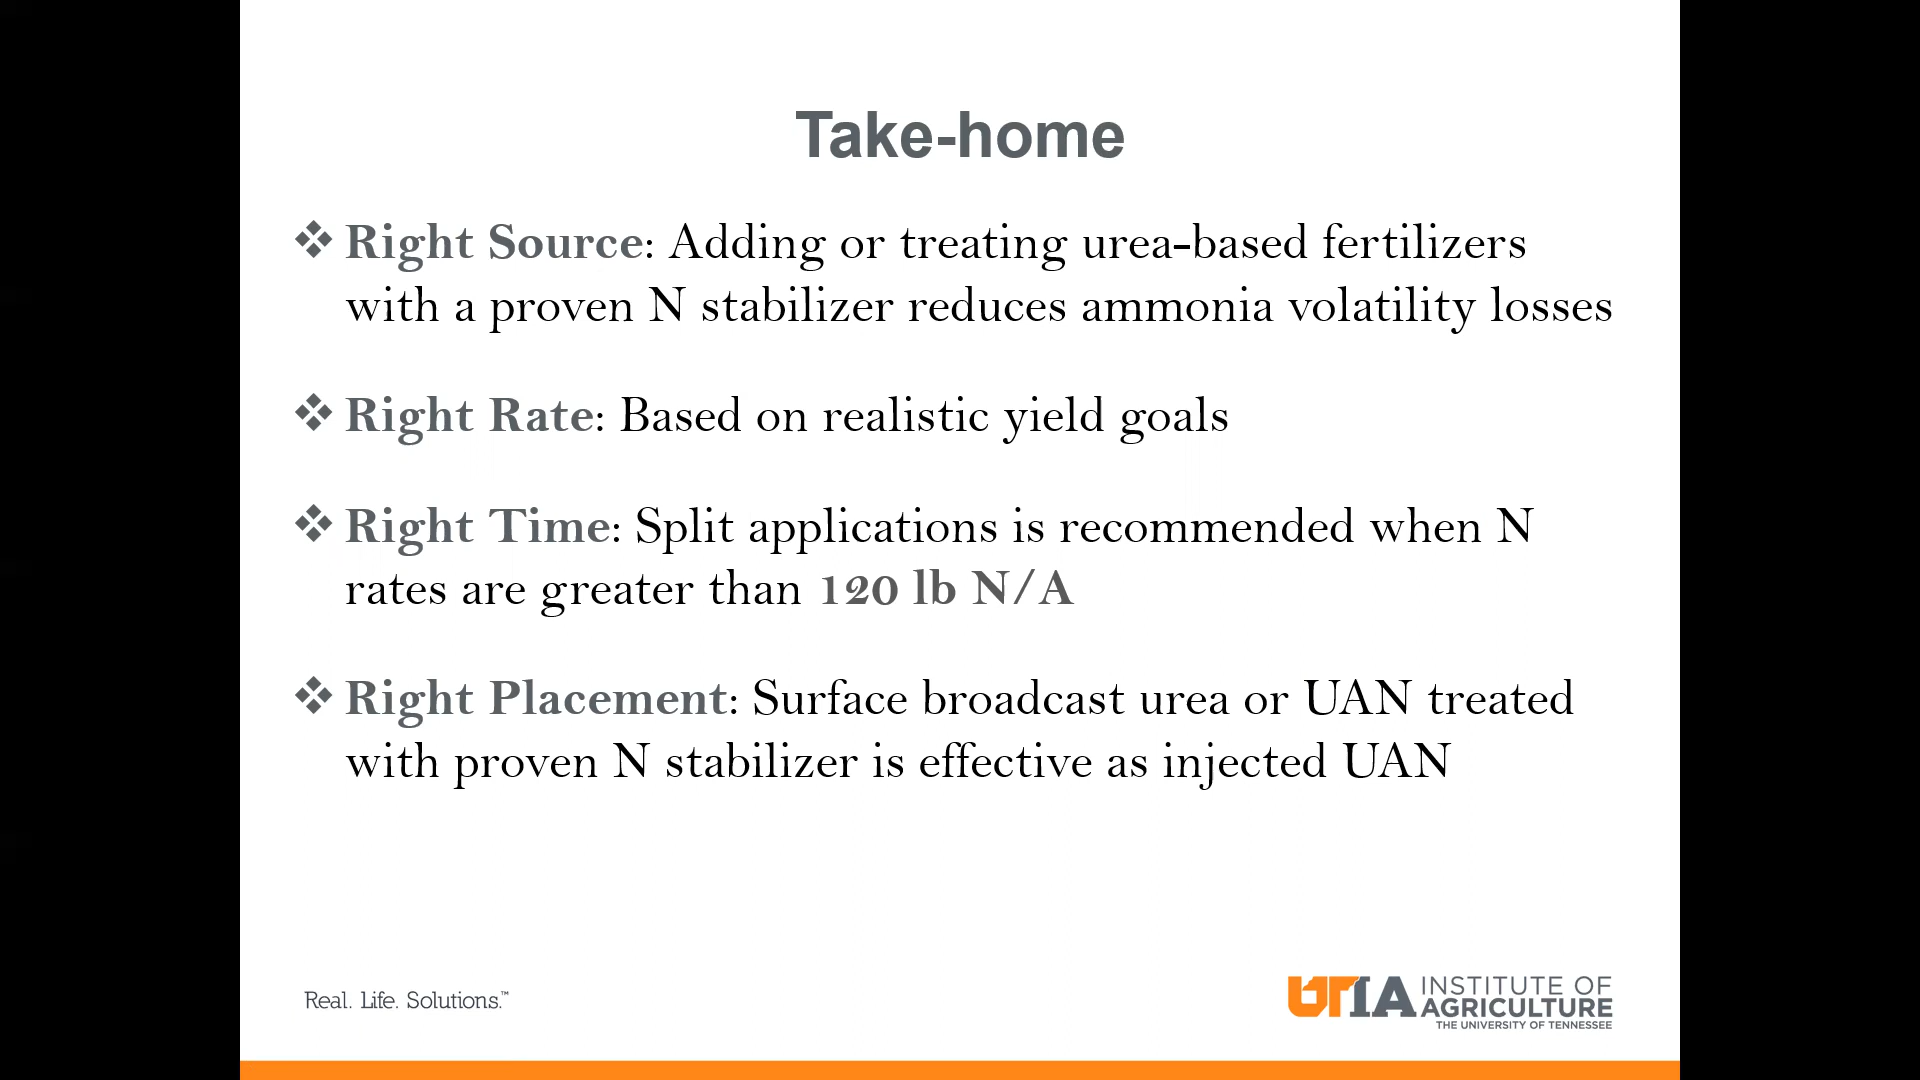 Take-home
❖ Right Source: Adding or treating urea-based fertilizers
with a proven N stabilizer reduces ammonia volatility losses
❖ Right Rate: Based on realistic yield goals
❖ Right Time: Split applications is recommended when N
rates are greater than 120 lb N/A
❖ Right Placement: Surface broadcast urea or UAN treated
with proven N stabilizer is effective as injected UAN
Real. Life. Solutions.™
UTIA INSTITUTE OF
AGRICULTURE
THE UNIVERSITY OF TENNESSEE